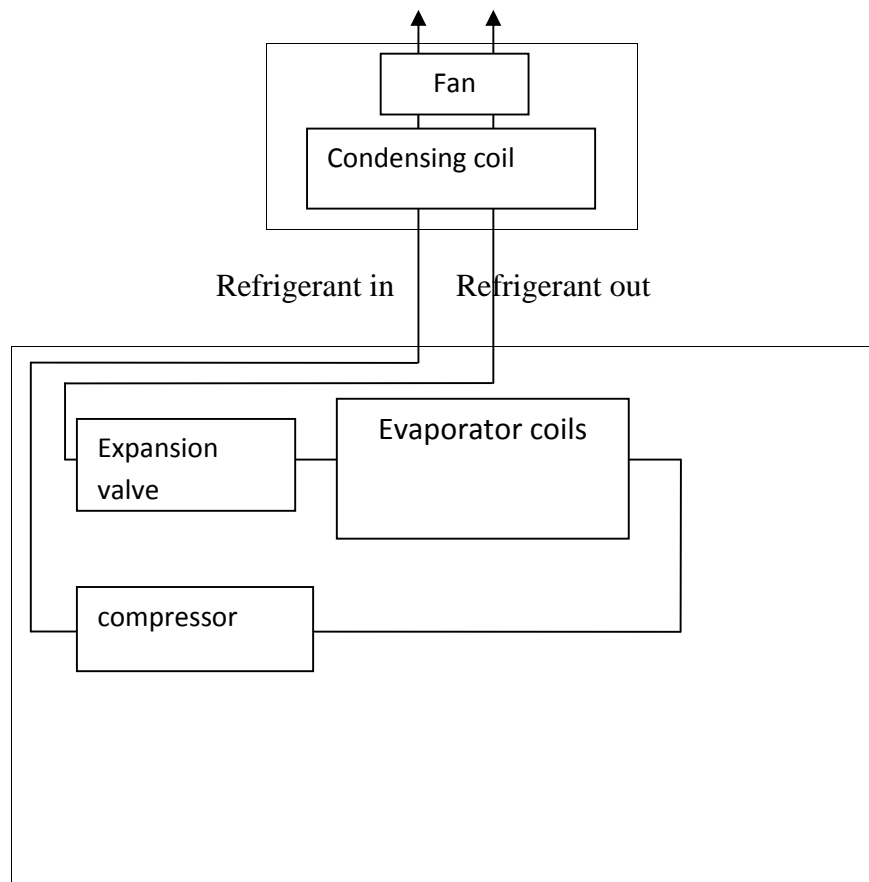 Fan
Condensing coil
Refrigerant in
Refrigerant out
Evaporator coils
Expansion
valve
compressor